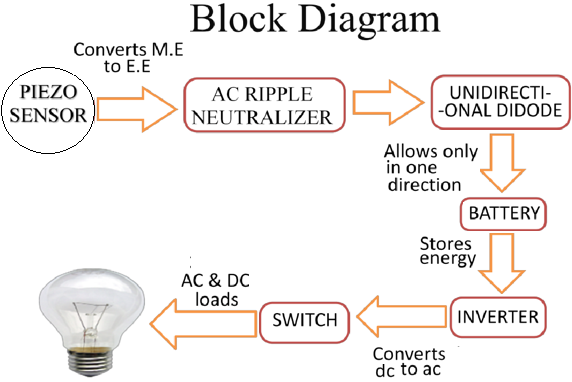 Block Diagram
Converts M.E
to E.E
PIEZO
SENSOR
AC RIPPLE
NEUTRALIZER
UNIDIRECTI-
-ONAL DIDODE
Allows only
in one
direction
BATTERY
Stores
energy
INVERTER
Converts
dc to ac
SWITCH
AC & DC
loads